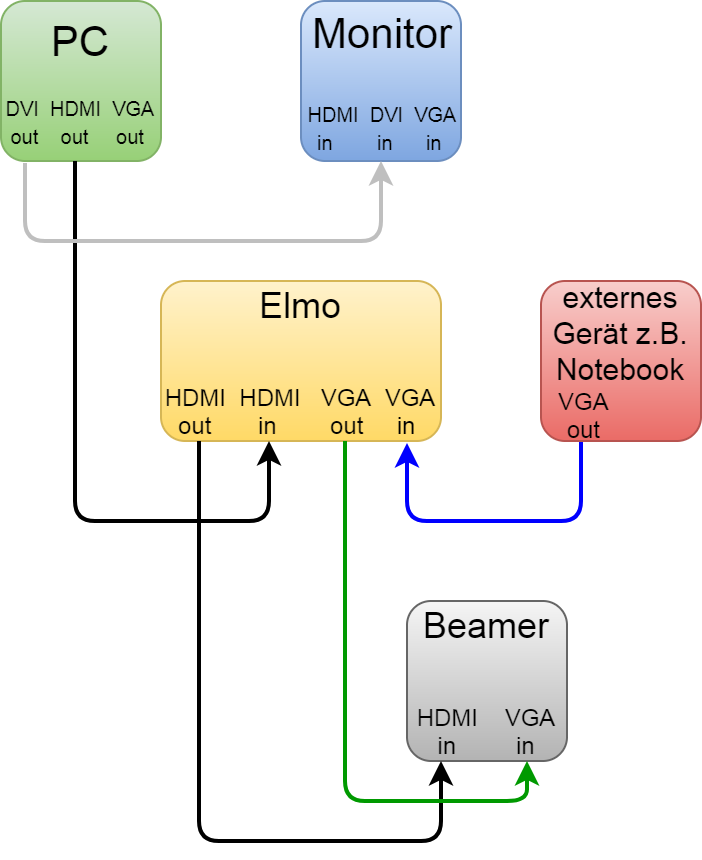 PC
DVI HDMI VGA
out out out
Monitor
HDMI DVI VGA
in in in
Elmo
HDMI HDMI VGA VGA
out in out in
externes
Gerät z.B.
Notebook
VGA
out
Beamer
HDMI VGA
in in